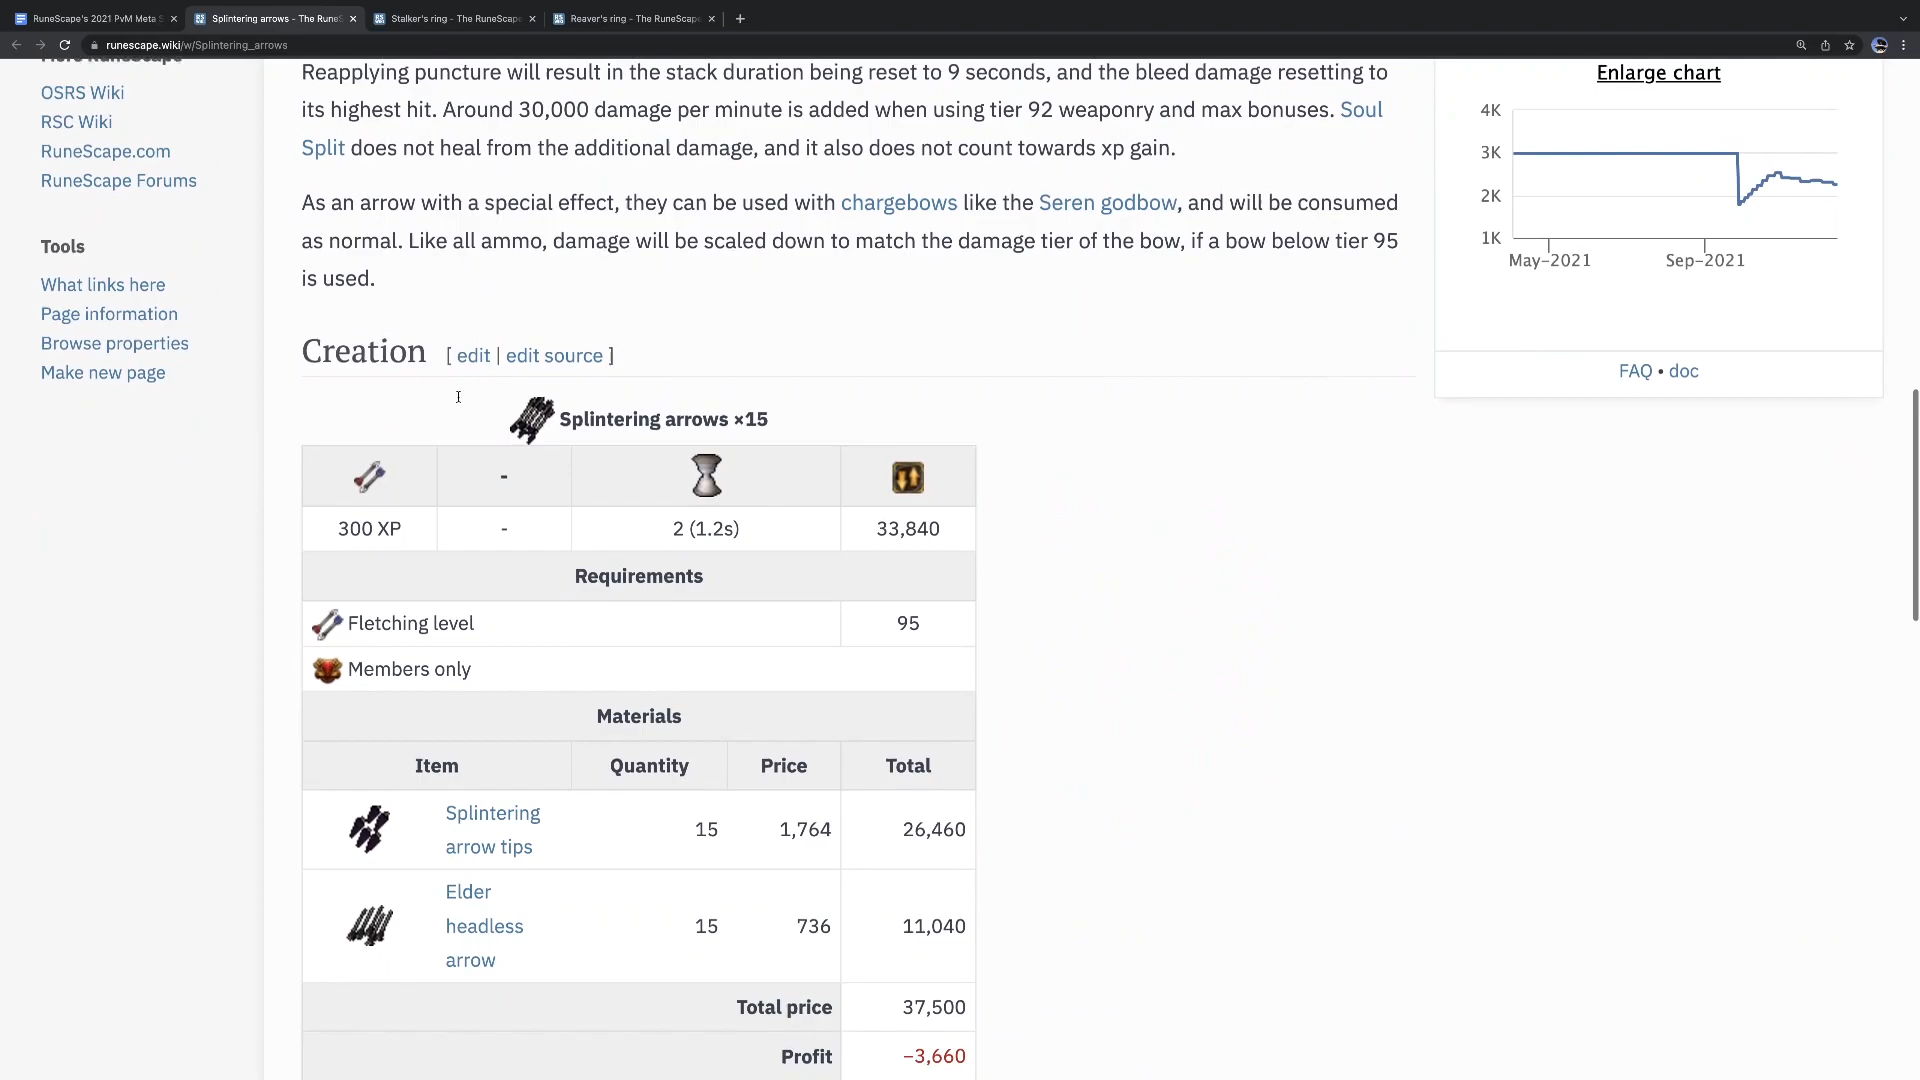 RuneScape's 2021 PvM Meta S
Splintering arrows - The RuneS
Stalker's ring - The RuneScape
Reaver's ring - The RuneScape
runescape.wiki/w/Splintering_arrows
More RuneScape
OSRS Wiki
RSC Wiki
RuneScape.com
RuneScape Forums
Tools
What links here
Page information
Browse properties
Make new page
Reapplying puncture will result in the stack duration being reset to 9 seconds, and the bleed damage resetting to
its highest hit. Around 30,000 damage per minute is added when using tier 92 weaponry and max bonuses. Soul
Split does not heal from the additional damage, and it also does not count towards xp gain.
As an arrow with a special effect, they can be used with chargebows like the Seren godbow, and will be consumed
as normal. Like all ammo, damage will be scaled down to match the damage tier of the bow, if a bow below tier 95
is used.
Creation [ edit | edit source ]
Splintering arrows ×15
-
300 XP - 2 (1.2s) 33,840
Requirements
Fletching level 95
Members only
Materials
Item Quantity Price Total
Splintering
arrow tips
15 1,764 26,460
Elder
headless
arrow
15 736 11,040
Total price 37,500
Profit −3,660
Enlarge chart
4K
3K
2K
1K
May-2021 Sep-2021
FAQ • doc